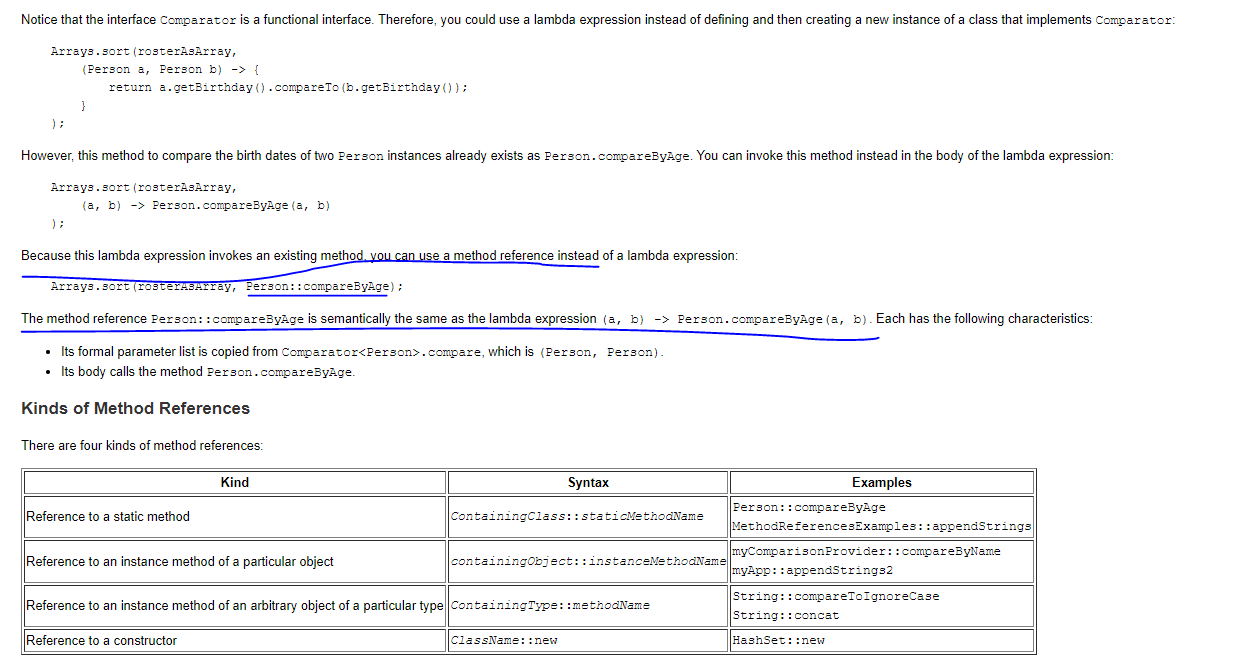 Notice that the interface Comparator is a functional interface. Therefore, you could use a lambda expression instead of defining and then creating a new instance of a class that implements Comparator:
Arrays.sort(rosterAsArray,
    (Person a, Person b) -> {
        return a.getBirthday().compareTo(b.getBirthday());
    }
);
However, this method to compare the birth dates of two Person instances already exists as Person.compareByAge. You can invoke this method instead in the body of the lambda expression:
Arrays.sort(rosterAsArray,
    (a, b) -> Person.compareByAge(a, b)
);
Because this lambda expression invokes an existing method, you can use a method reference instead of a lambda expression:
Arrays.sort(rosterAsArray, Person::compareByAge);
The method reference Person::compareByAge is semantically the same as the lambda expression (a, b) -> Person.compareByAge(a, b). Each has the following characteristics:
• Its formal parameter list is copied from Comparator<Person>.compare, which is (Person, Person).
• Its body calls the method Person.compareByAge.
Kinds of Method References
There are four kinds of method references:
Kind Syntax Examples
Reference to a static method ContainingClass::staticMethodName Person::compareByAge
MethodReferencesExamples::appendStrings
Reference to an instance method of a particular object containingObject::instanceMethodName myComparisonProvider::compareByName
myApp::appendStrings2
Reference to an instance method of an arbitrary object of a particular type ContainingType::methodName String::compareToIgnoreCase
String::concat
Reference to a constructor ClassName::new HashSet::new